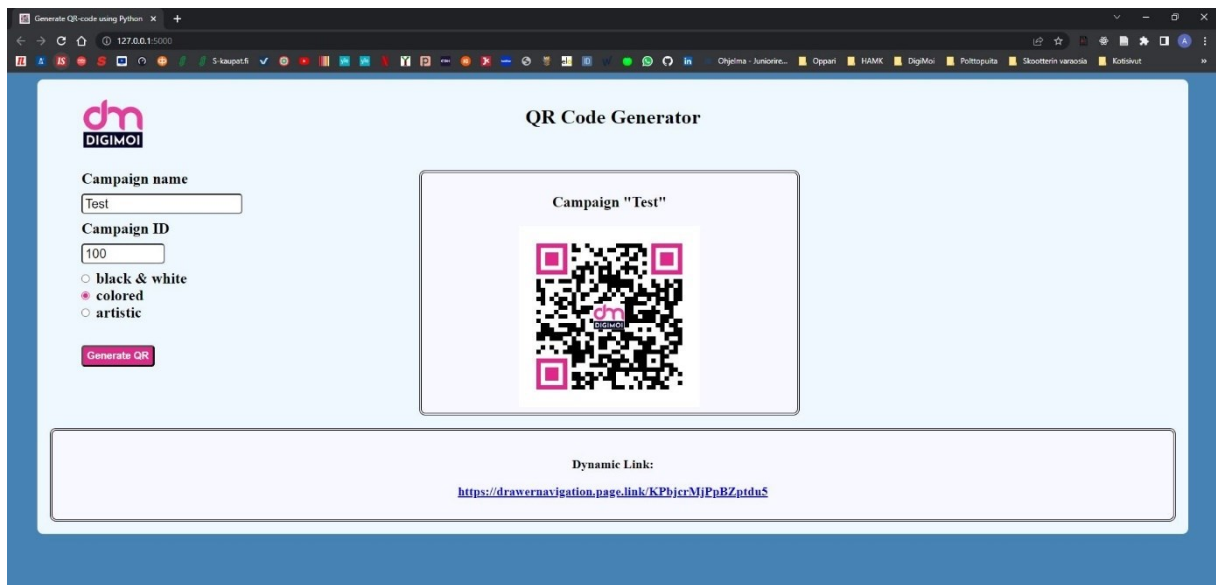 Generate QR-code using Python
127.0.0.1:5000
S-kaupat.fi
Ohjelma - Juniorire...
Oppari
HAMK
DigiMoi
Polttopuita
Skootterin varaosia
Kotisivut
dm
DIGIMOI
QR Code Generator
Campaign name
Test
Campaign ID
100
black & white
colored
artistic
Generate QR
Campaign "Test"
dm
DIGIMOI
Dynamic Link:
https://drawernavigation.page.link/KPbjcrMjPpBZptdu5